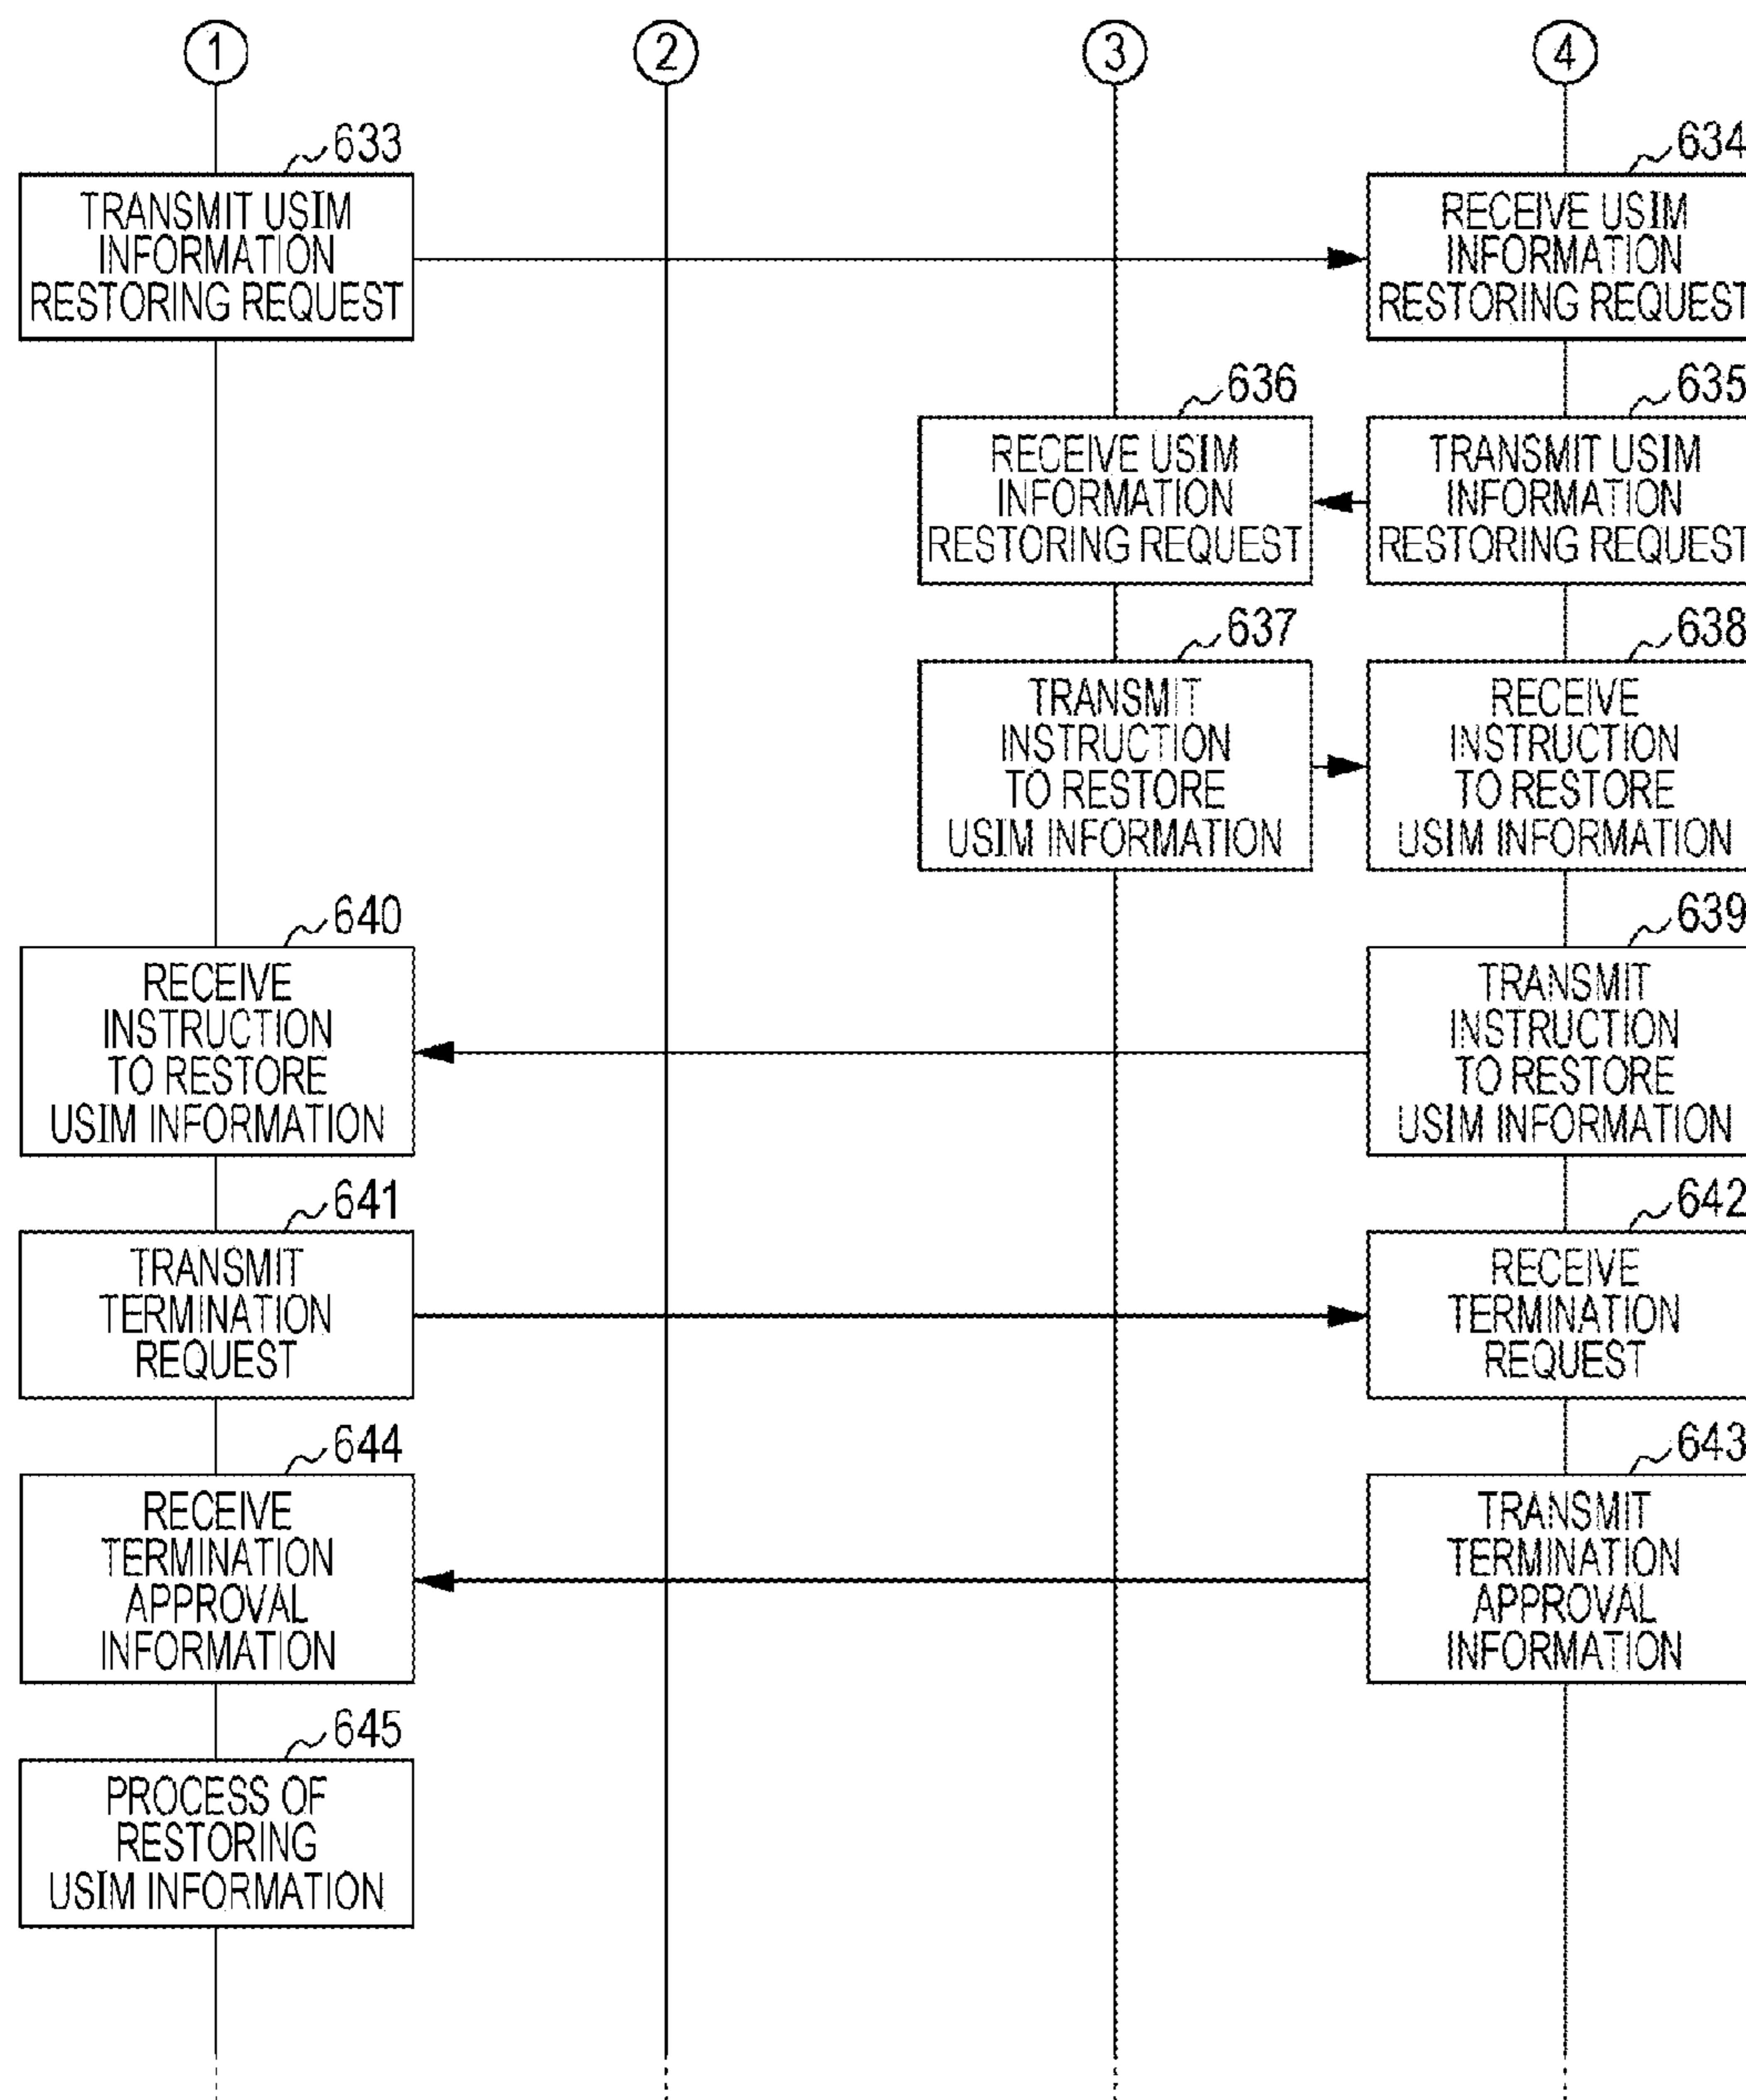 1 2 3 4
633 634
TRANSMIT USIM
INFORMATION
RESTORING REQUEST
RECEIVE USIM
INFORMATION
RESTORING REQUEST
636 635
RECEIVE USIM
INFORMATION
RESTORING REQUEST
TRANSMIT USIM
INFORMATION
RESTORING REQUEST
637 638
TRANSMIT
INSTRUCTION
TO RESTORE
USIM INFORMATION
RECEIVE
INSTRUCTION
TO RESTORE
USIM INFORMATION
640 639
RECEIVE
INSTRUCTION
TO RESTORE
USIM INFORMATION
TRANSMIT
INSTRUCTION
TO RESTORE
USIM INFORMATION
641 642
TRANSMIT
TERMINATION
REQUEST
RECEIVE
TERMINATION
REQUEST
644 643
RECEIVE
TERMINATION
APPROVAL
INFORMATION
TRANSMIT
TERMINATION
APPROVAL
INFORMATION
645
PROCESS OF
RESTORING
USIM INFORMATION